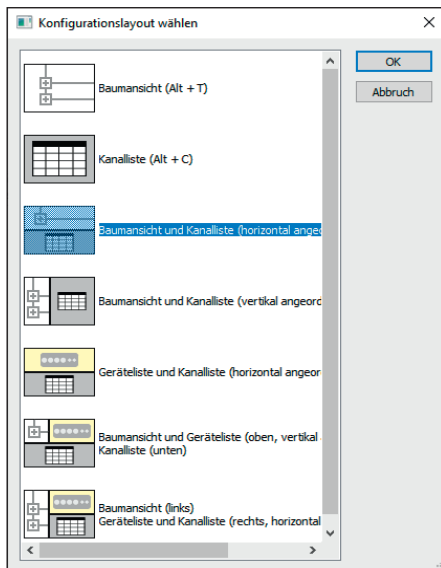 Konfigurationslayout wählen
OK
Abbruch
Baumansicht (Alt + T)
Kanalliste (Alt + C)
Baumansicht und Kanalliste (horizontal angeo
Baumansicht und Kanalliste (vertikal angeord
Geräteliste und Kanalliste (horizontal angeor
Baumansicht und Geräteliste (oben, vertikal
Kanalliste (unten)
Baumansicht (links)
Geräteliste und Kanalliste (rechts, horizontal